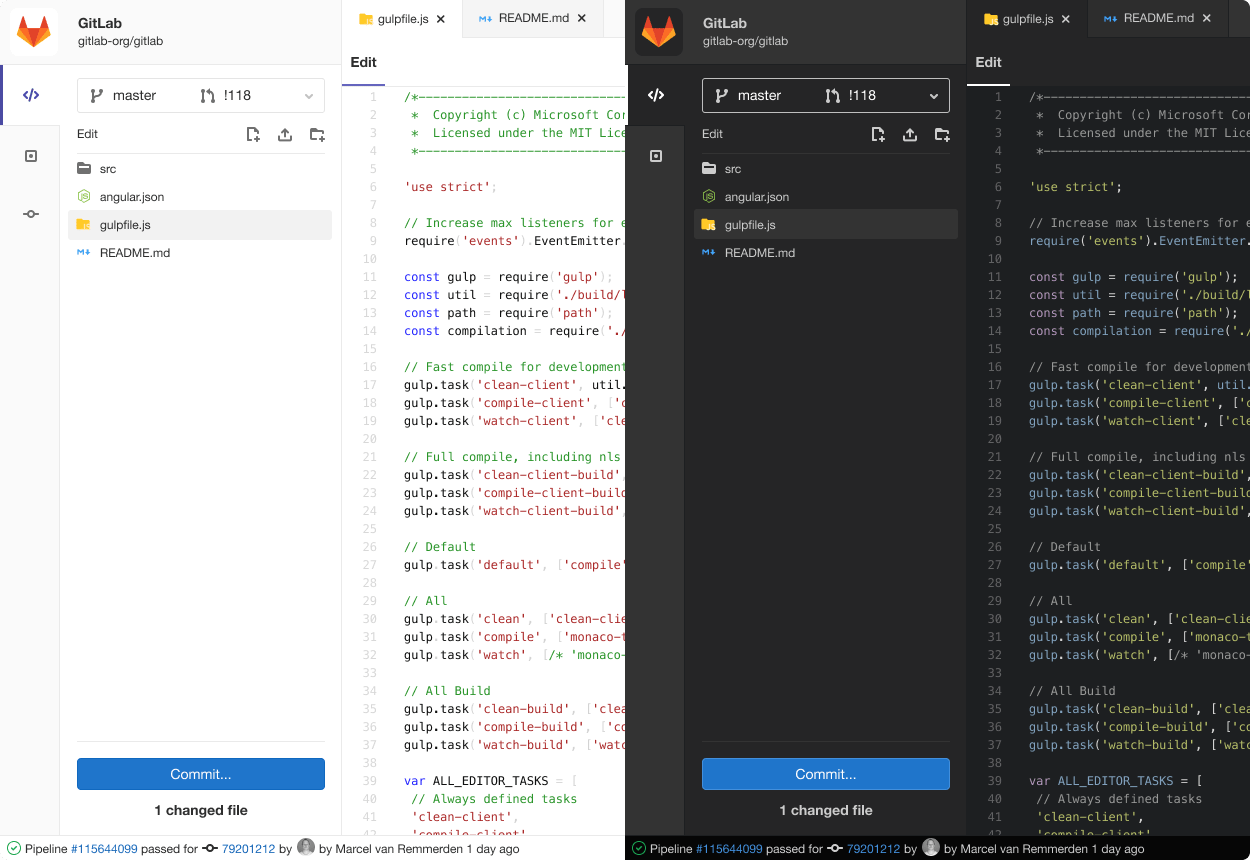 GitLab
gitlab-org/gitlab
gulpfile.js
README.md
Edit
master
!118
Edit
src
angular.json
gulpfile.js
README.md
1 /*-----------------------------
2 * Copyright (c) Microsoft Cor
3 * Licensed under the MIT Lice
4 *-----------------------------
5
6 'use strict';
7
8 // Increase max listeners for e
9 require('events').EventEmitter.
10
11 const gulp = require('gulp');
12 const util = require('./build/l
13 const path = require('path');
14 const compilation = require('./
15
16 // Fast compile for development
17 gulp.task('clean-client', util.
18 gulp.task('compile-client', ['c
19 gulp.task('watch-client', ['cle
20
21 // Full compile, including nls
22 gulp.task('clean-client-build',
23 gulp.task('compile-client-build
24 gulp.task('watch-client-build',
25
26 // Default
27 gulp.task('default', ['compile'
28
29 // All
30 gulp.task('clean', ['clean-clie
31 gulp.task('compile', ['monaco-t
32 gulp.task('watch', [/* 'monaco-
33
34 // All Build
35 gulp.task('clean-build', ['clea
36 gulp.task('compile-build', ['co
37 gulp.task('watch-build', ['watc
38
39 var ALL_EDITOR_TASKS = [
40 // Always defined tasks
41 'clean-client',
42 'compile-client'
Commit...
1 changed file
Pipeline #115644099 passed for 79201212 by by Marcel van Remmerden 1 day ago
GitLab
gitlab-org/gitlab
gulpfile.js
README.md
Edit
master
!118
Edit
src
angular.json
gulpfile.js
README.md
1 /*-----------------------------
2 * Copyright (c) Microsoft Cor
3 * Licensed under the MIT Lice
4 *-----------------------------
5
6 'use strict';
7
8 // Increase max listeners for e
9 require('events').EventEmitter.
10
11 const gulp = require('gulp');
12 const util = require('./build/l
13 const path = require('path');
14 const compilation = require('./
15
16 // Fast compile for development
17 gulp.task('clean-client', util.
18 gulp.task('compile-client', ['c
19 gulp.task('watch-client', ['cle
20
21 // Full compile, including nls
22 gulp.task('clean-client-build',
23 gulp.task('compile-client-build
24 gulp.task('watch-client-build',
25
26 // Default
27 gulp.task('default', ['compile'
28
29 // All
30 gulp.task('clean', ['clean-clie
31 gulp.task('compile', ['monaco-t
32 gulp.task('watch', [/* 'monaco-
33
34 // All Build
35 gulp.task('clean-build', ['clea
36 gulp.task('compile-build', ['co
37 gulp.task('watch-build', ['watc
38
39 var ALL_EDITOR_TASKS = [
40 // Always defined tasks
41 'clean-client',
42 'compile-client'
Commit...
1 changed file
Pipeline #115644099 passed for 79201212 by by Marcel van Remmerden 1 day ago